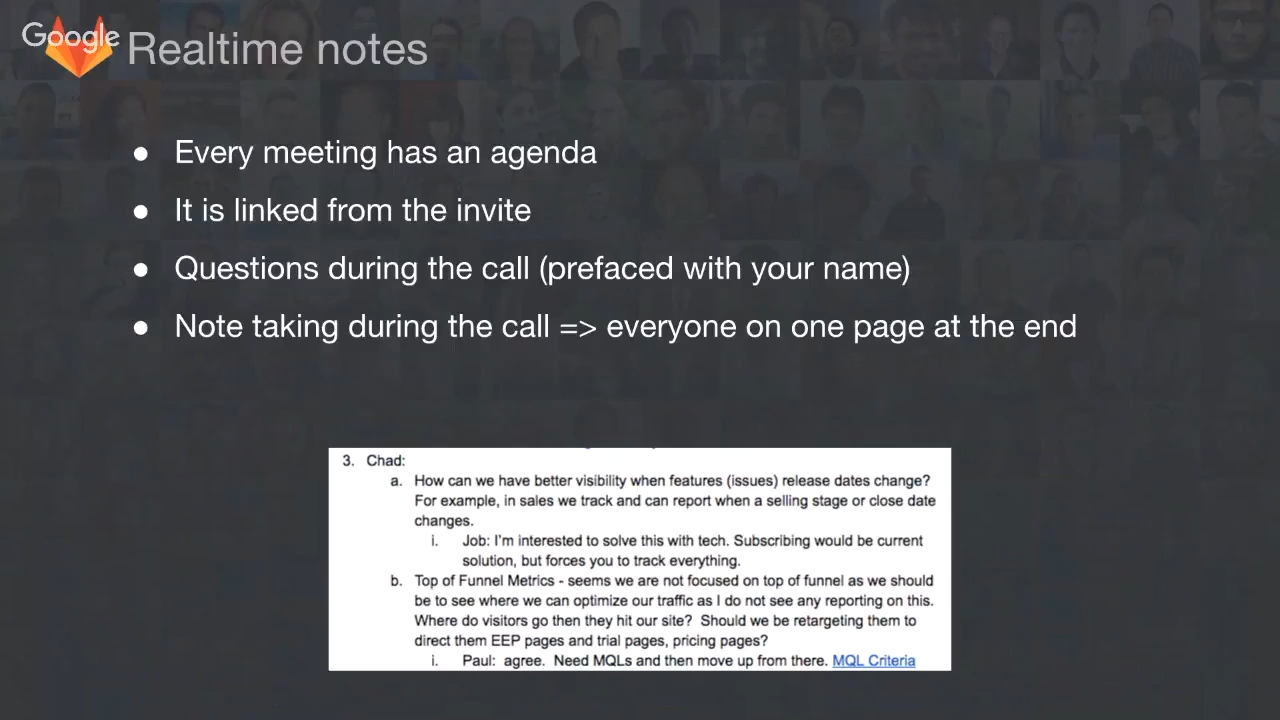 Google
Realtime notes
● Every meeting has an agenda
● It is linked from the invite
● Questions during the call (prefaced with your name)
● Note taking during the call => everyone on one page at the end
3. Chad:
a. How can we have better visibility when features (issues) release dates change?
For example, in sales we track and can report when a selling stage or close date
changes.
i. Job: I'm interested to solve this with tech. Subscribing would be current
solution, but forces you to track everything.
b. Top of Funnel Metrics - seems we are not focused on top of funnel as we should
be to see where we can optimize our traffic as I do not see any reporting on this.
Where do visitors go then they hit our site? Should we be retargeting them to
direct them EEP pages and trial pages, pricing pages?
i. Paul: agree. Need MQLs and then move up from there. MQL Criteria